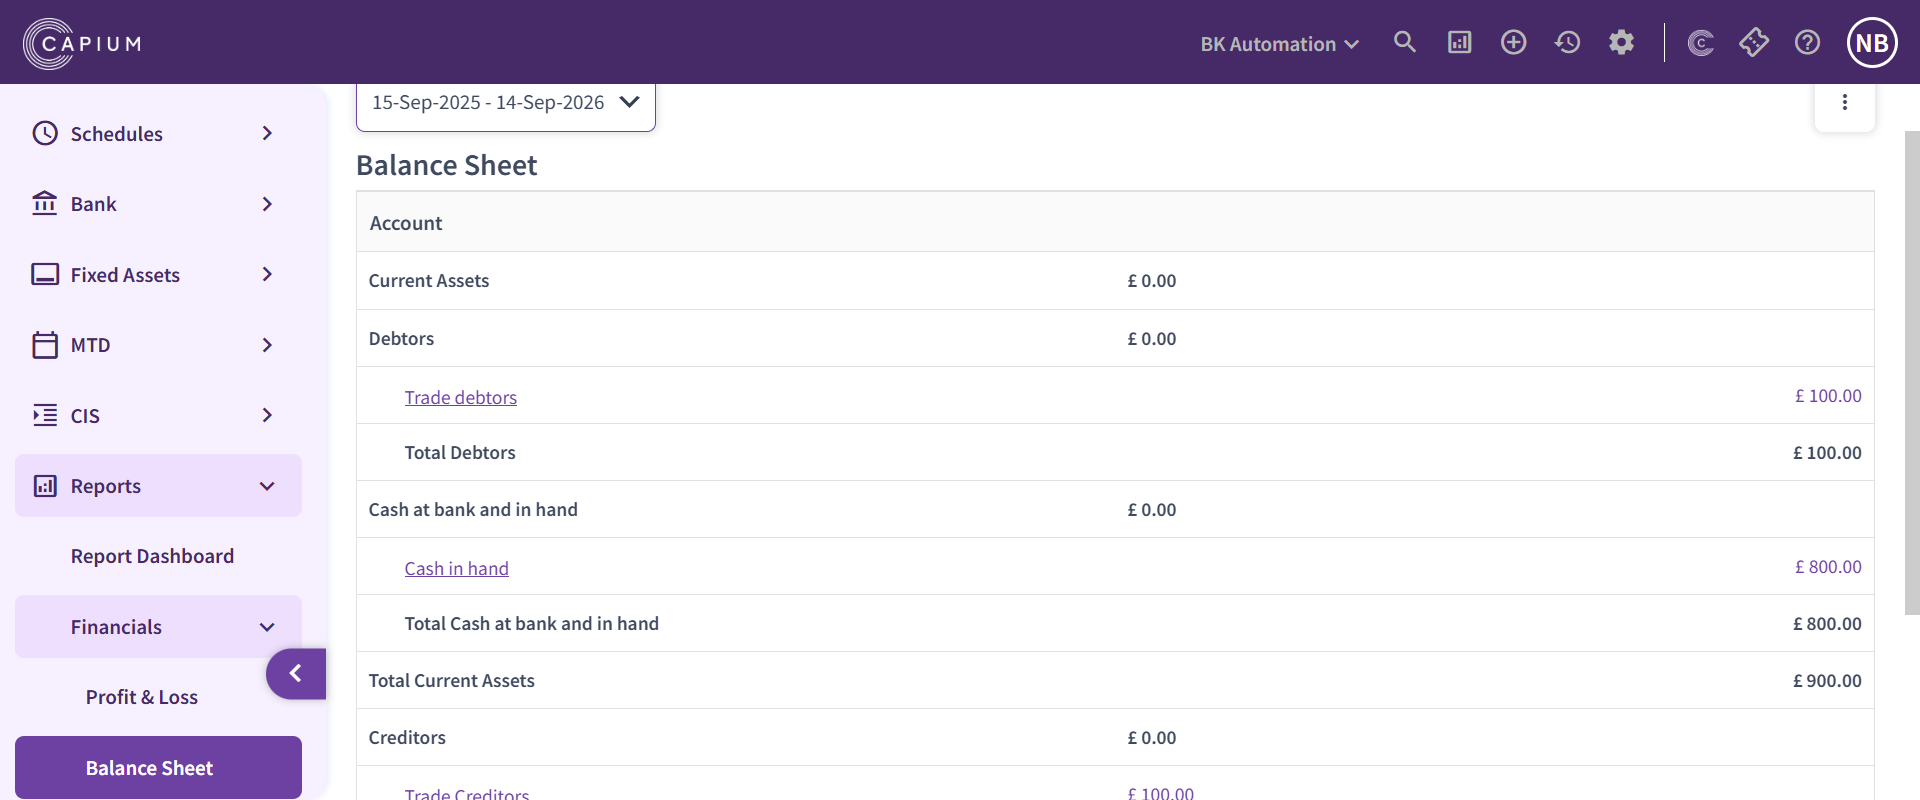 CAPIUM
BK Automation
C
NB
Schedules
Bank
Fixed Assets
MTD
CIS
Reports
Report Dashboard
Financials
Profit & Loss
Balance Sheet
15-Sep-2025 - 14-Sep-2026
Balance Sheet
Account
Current Assets £ 0.00
Debtors £ 0.00
Trade debtors £ 100.00
Total Debtors £ 100.00
Cash at bank and in hand £ 0.00
Cash in hand £ 800.00
Total Cash at bank and in hand £ 800.00
Total Current Assets £ 900.00
Creditors £ 0.00
Trade Creditors £ 100.00